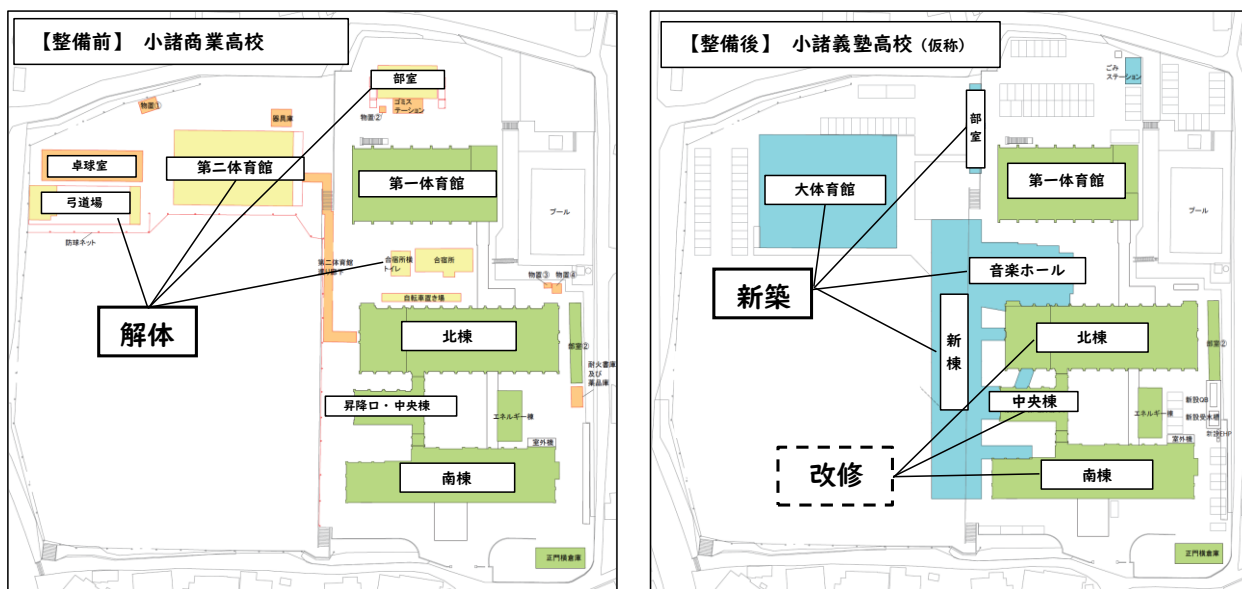 【整備前】 小諸商業高校
部室
物置①
ゴミス
テーション
物置②
器具庫
卓球室
第二体育館
第一体育館
弓道場
防球ネット
プール
第二体育館
渡り廊下
合宿所横
トイレ
合宿所
物置③
物置④
自転車置き場
解体
北棟
部室②
耐火書庫
及び
薬品庫
昇降口・中央棟
エネルギー棟
室外機
南棟
正門横倉庫
【整備後】 小諸義塾高校（仮称）
ごみ
ステーション
部室
大体育館
第一体育館
プール
音楽ホール
新築
新棟
北棟
部室②
中央棟
エネルギー棟
新設QB
新設受水槽
新設EHP
室外機
改修
南棟
正門横倉庫